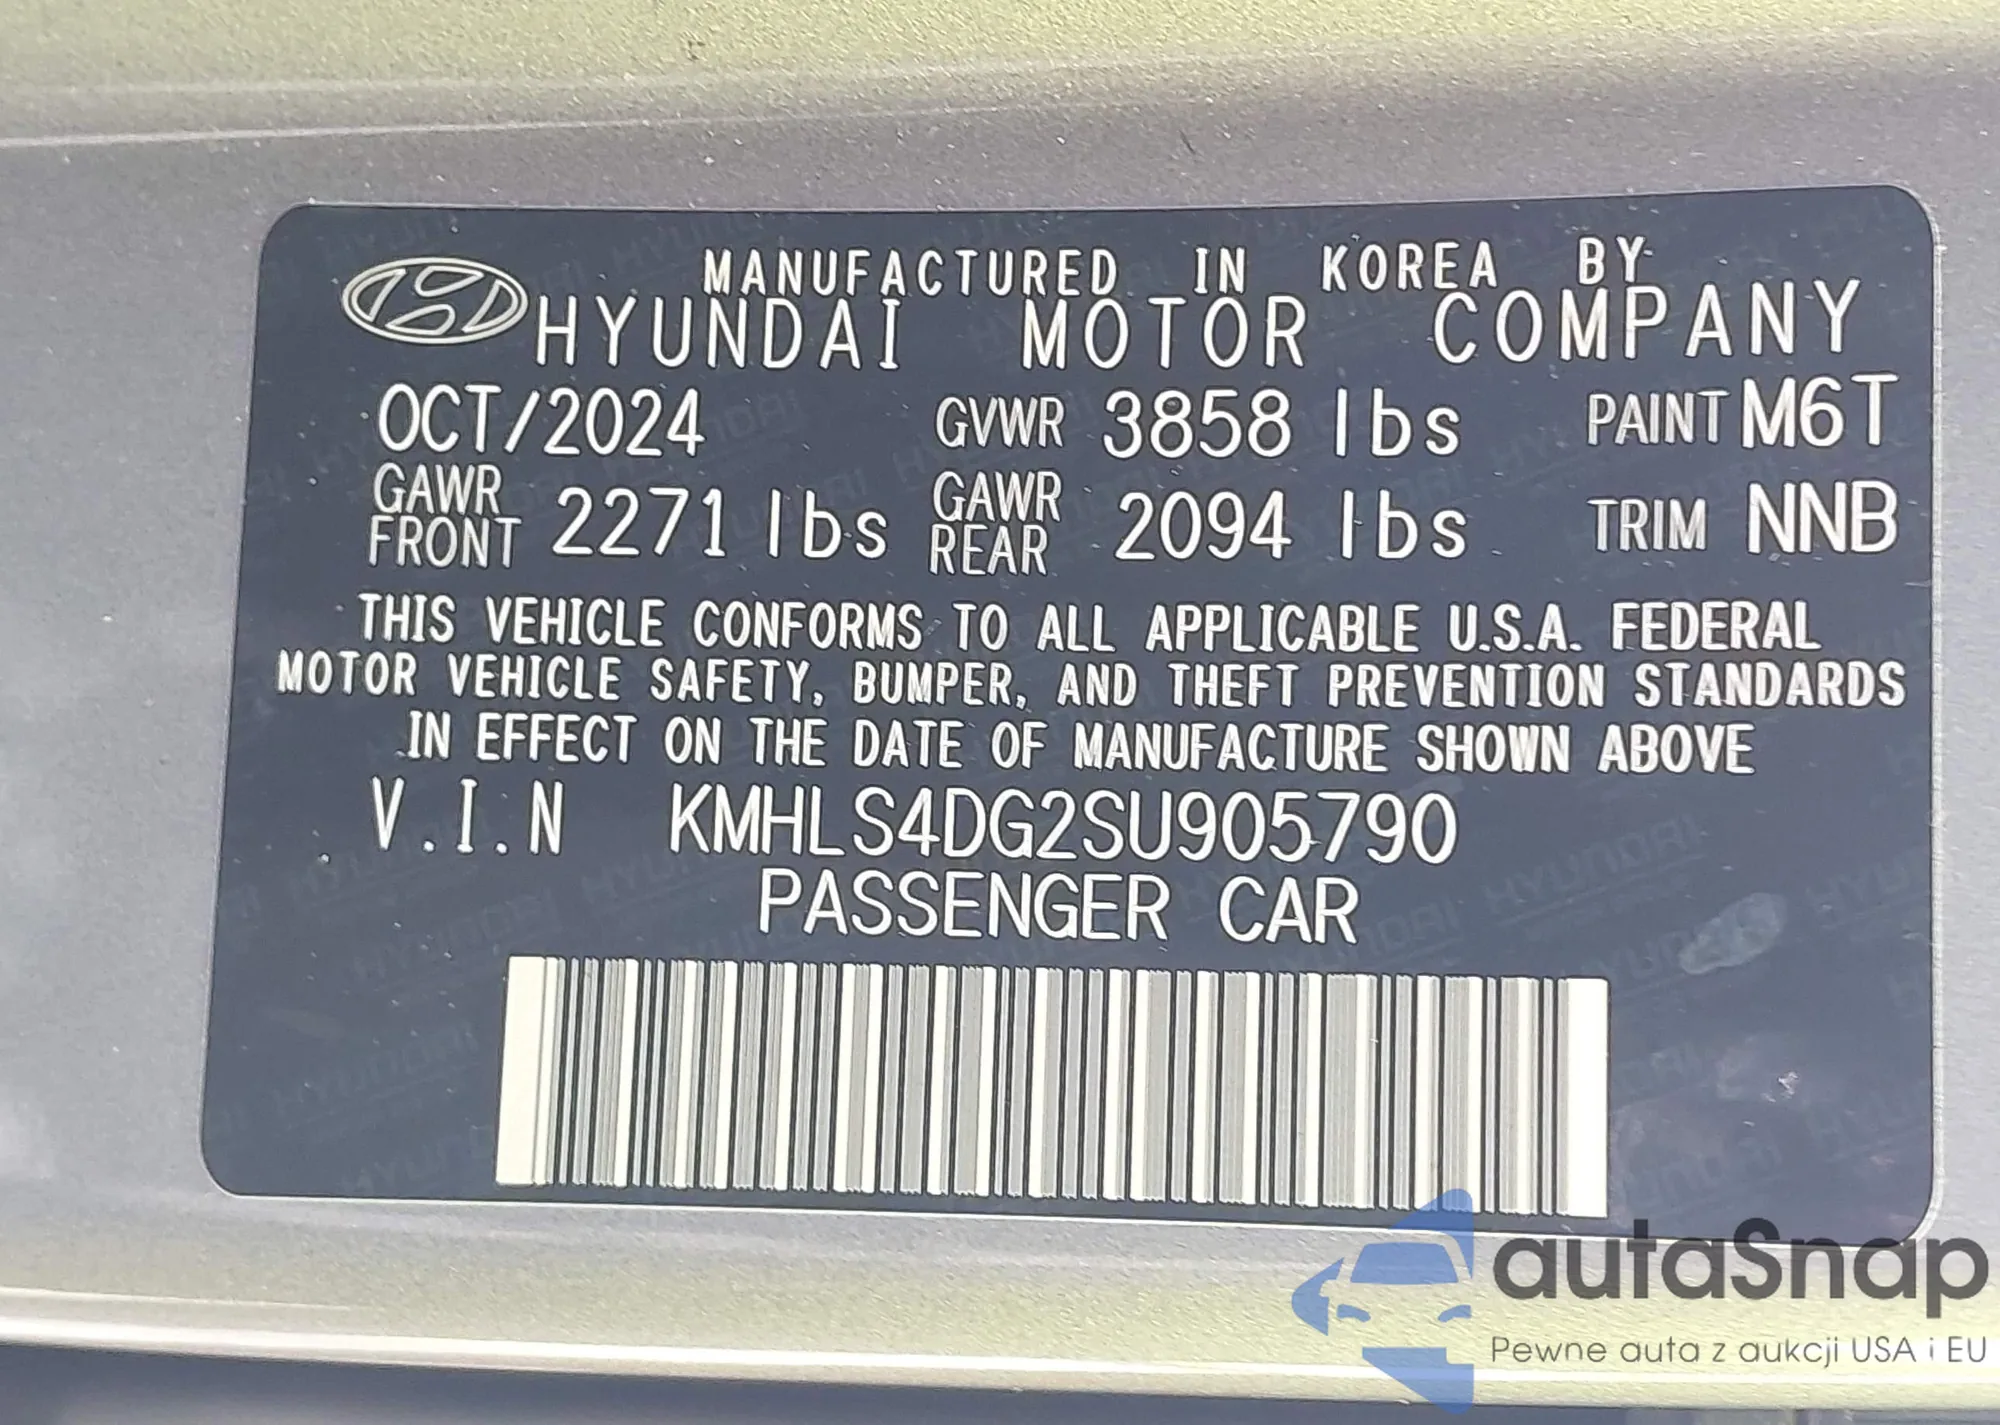 MANUFACTURED IN KOREA BY
HYUNDAI MOTOR COMPANY
OCT/2024 GVWR 3858 lbs PAINT M6T
GAWR FRONT 2271 lbs GAWR REAR 2094 lbs TRIM NNB
THIS VEHICLE CONFORMS TO ALL APPLICABLE U.S.A. FEDERAL
MOTOR VEHICLE SAFETY, BUMPER, AND THEFT PREVENTION STANDARDS
IN EFFECT ON THE DATE OF MANUFACTURE SHOWN ABOVE
V.I.N KMHLS4DG2SU905790
PASSENGER CAR
autaSnap
Pewne auta z aukcji USA i EU